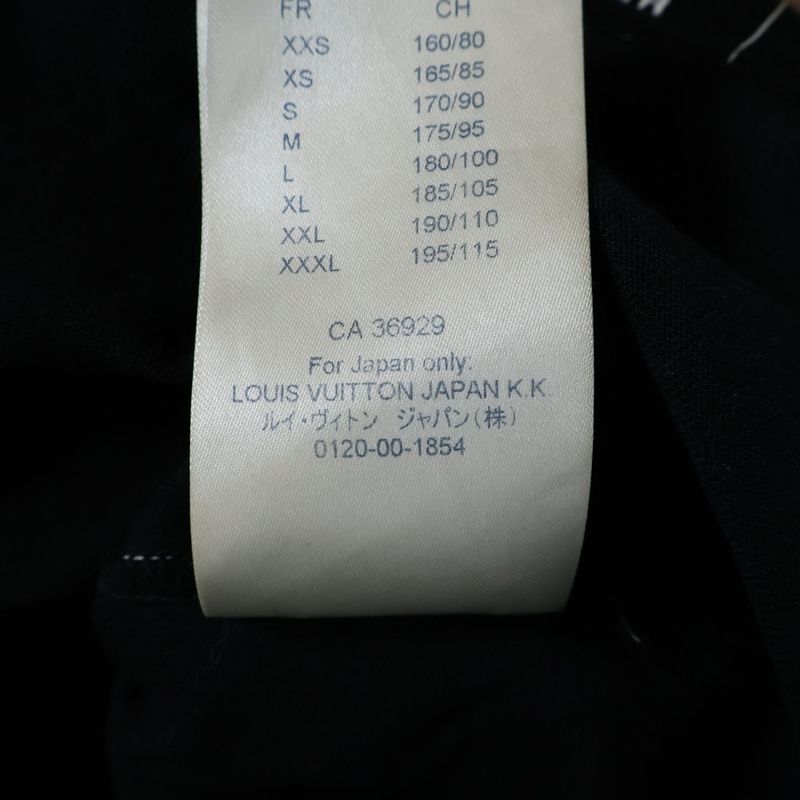 FR CH
XXS 160/80
XS 165/85
S 170/90
M 175/95
L 180/100
XL 185/105
XXL 190/110
XXXL 195/115
CA 36929
For Japan only:
LOUIS VUITTON JAPAN K.K.
ルイ・ヴィトン ジャパン(株)
0120-00-1854